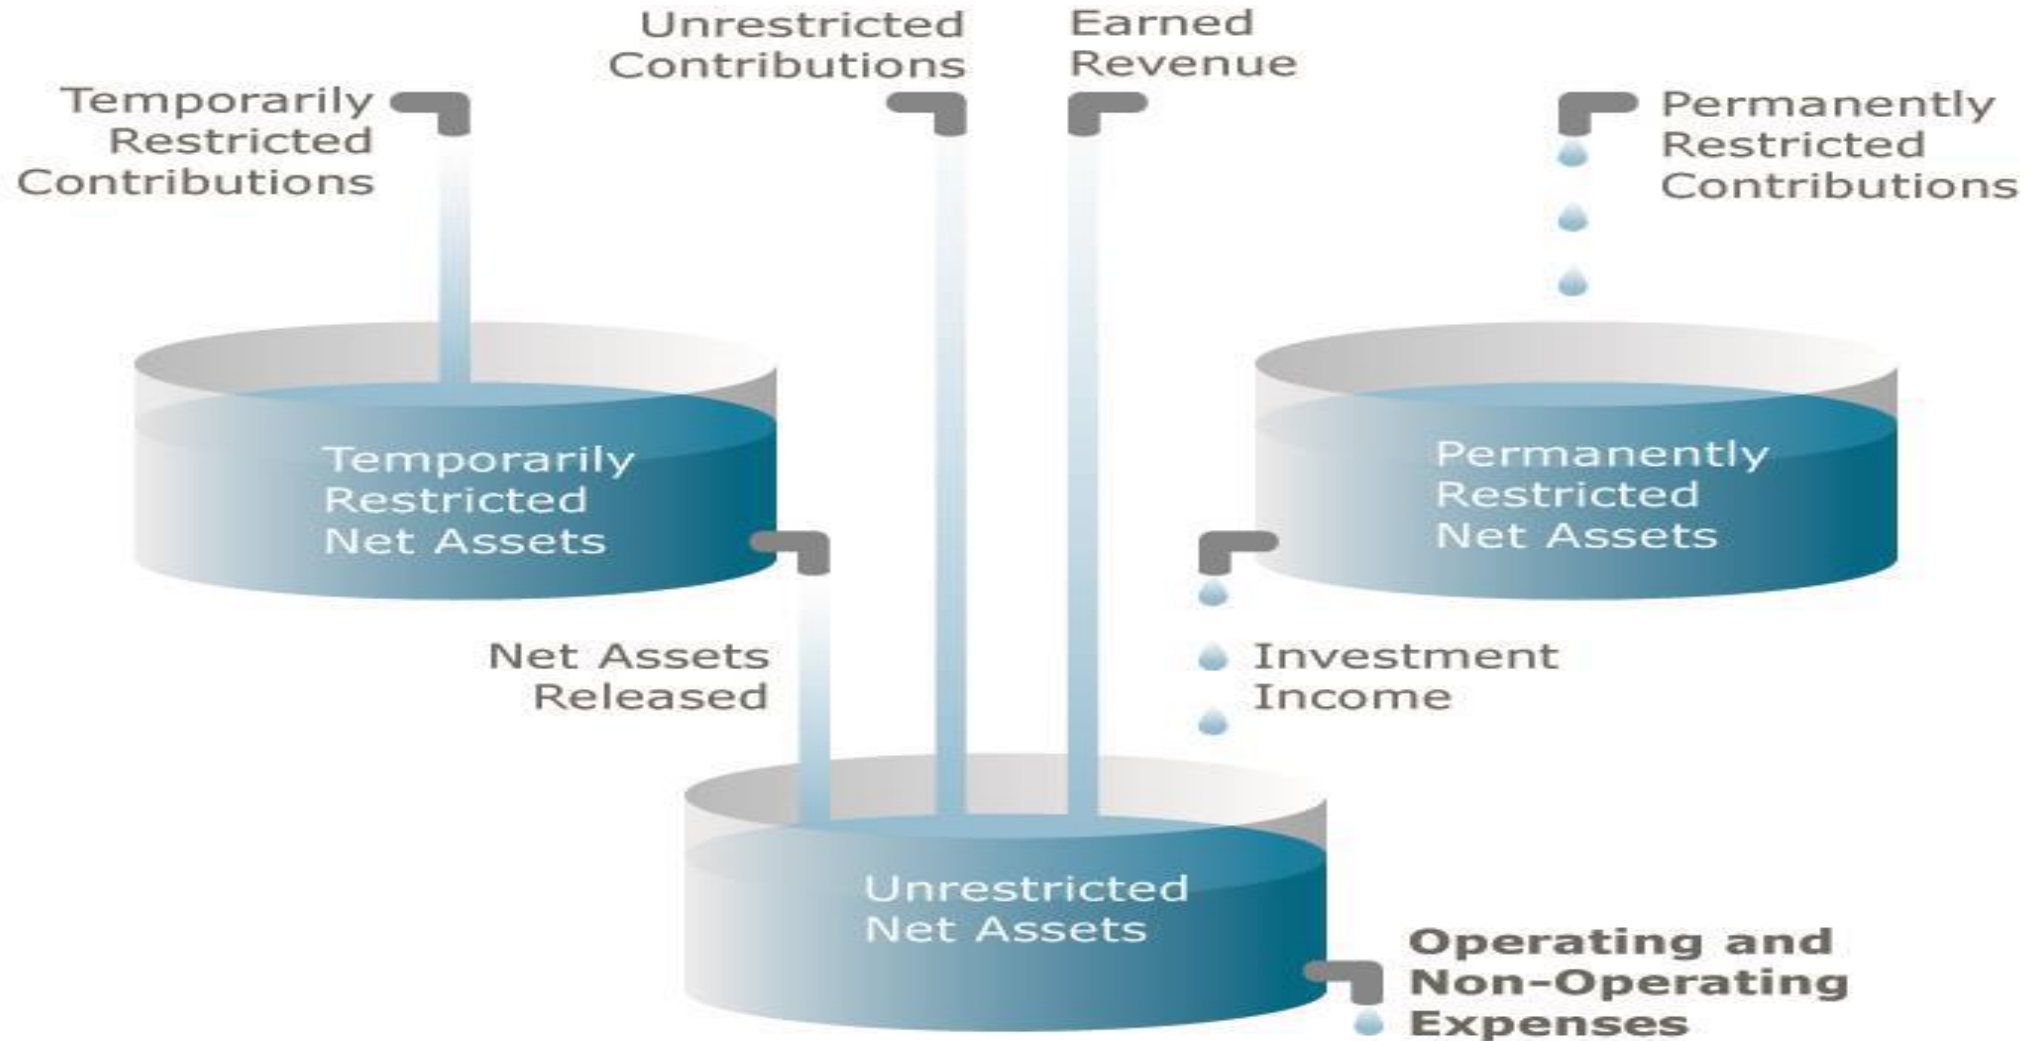 Unrestricted
Contributions
Earned
Revenue
Temporarily
Restricted
Contributions
Permanently
Restricted
Contributions
Temporarily
Restricted
Net Assets
Permanently
Restricted
Net Assets
Net Assets
Released
Investment
Income
Unrestricted
Net Assets
Operating and
Non-Operating
Expenses